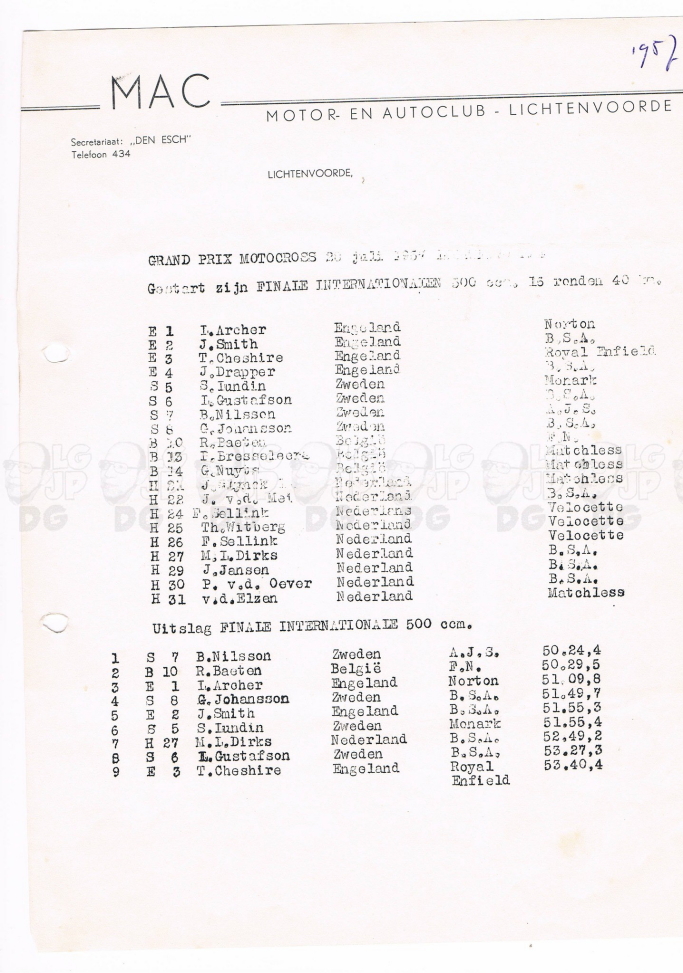 1957
MAC
MOTOR- EN AUTOCLUB - LICHTENVOORDE
Secretariaat: „DEN ESCH"
Telefoon 434
LICHTENVOORDE,
GRAND PRIX MOTOCROSS 28 juli 1957
Gestart zijn FINALE INTERNATIONALEN 500 ccm, 15 ronden 40 km.
E 1 L.Archer Engeland Norton
E 2 J.Smith Engeland B.S.A.
E 3 T.Cheshire Engeland Royal Enfield
E 4 J.Drapper Engeland B.S.A.
S 5 S.Lundin Zweden Monark
S 6 L.Gustafson Zweden B.S.A.
S 7 B.Nilsson Zweden A.J.S.
S 8 G.Johansson Zweden B.S.A.
B 10 R.Baeten België F.N.
B 13 I.Bresseleers België Matchless
B 14 G.Nuyts België Matchless
H 21 Nederland Matchless
H 22 J. v.d. Mei Nederland B.S.A.
H 24 F.Sellink Nederland Velocette
H 25 Th.Witberg Nederland Velocette
H 26 F.Sellink Nederland Velocette
H 27 M.L.Dirks Nederland B.S.A.
H 29 J.Jansen Nederland B.S.A.
H 30 P. v.d. Oever Nederland B.S.A.
H 31 v.d.Elzen Nederland Matchless
Uitslag FINALE INTERNATIONALE 500 ccm.
1 S 7 B.Nilsson Zweden A.J.S. 50.24,4
2 B 10 R.Baeten België F.N. 50.29,5
3 E 1 L.Archer Engeland Norton 51.09,8
4 S 8 G.Johansson Zweden B.S.A. 51.49,7
5 E 2 J.Smith Engeland B.S.A. 51.55,3
6 S 5 S.Lundin Zweden Monark 51.55,4
7 H 27 M.L.Dirks Nederland B.S.A. 52.49,2
8 S 6 L.Gustafson Zweden B.S.A. 53.27,3
9 E 3 T.Cheshire Engeland Royal 53.40,4
Enfield
LGJP DG